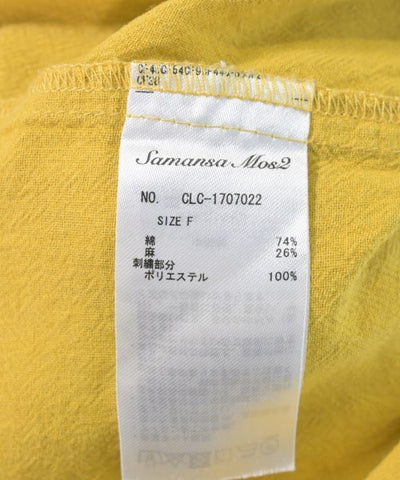 Samansa Mos2
NO. CLC-1707022
SIZE F
綿 74%
麻 26%
刺繍部分
ポリエステル 100%